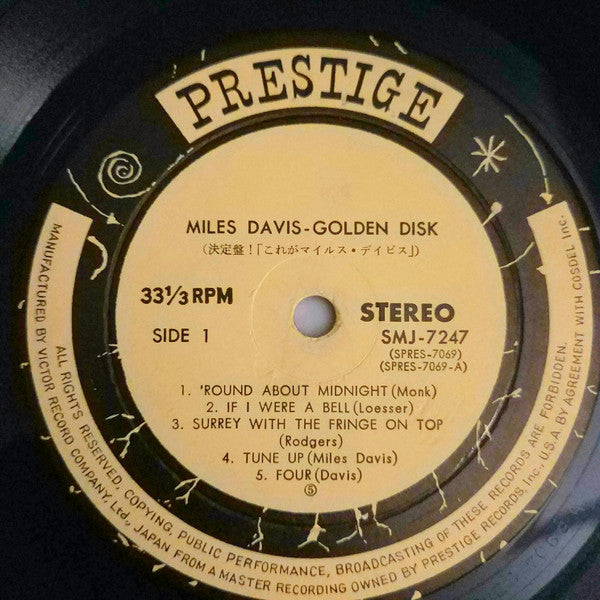 PRESTIGE
MILES DAVIS-GOLDEN DISK
(決定盤!「これがマイルス・デイビス」)
33⅓ RPM
STEREO
SIDE 1
SMJ-7247
(SPRES-7069)
(SPRES-7069-A)
1. 'ROUND ABOUT MIDNIGHT (Monk)
2. IF I WERE A BELL (Loesser)
3. SURREY WITH THE FRINGE ON TOP
(Rodgers)
4. TUNE UP (Miles Davis)
5. FOUR (Davis)
⑤
ALL RIGHTS RESERVED, COPYING, PUBLIC PERFORMANCE, BROADCASTING OF THESE RECORDS ARE FORBIDDEN.
MANUFACTURED BY VICTOR RECORD COMPANY, Ltd., JAPAN FROM A MASTER RECORDING OWNED BY PRESTIGE RECORDS, Inc., U.S.A. BY AGREEMENT WITH COSDEL Inc.